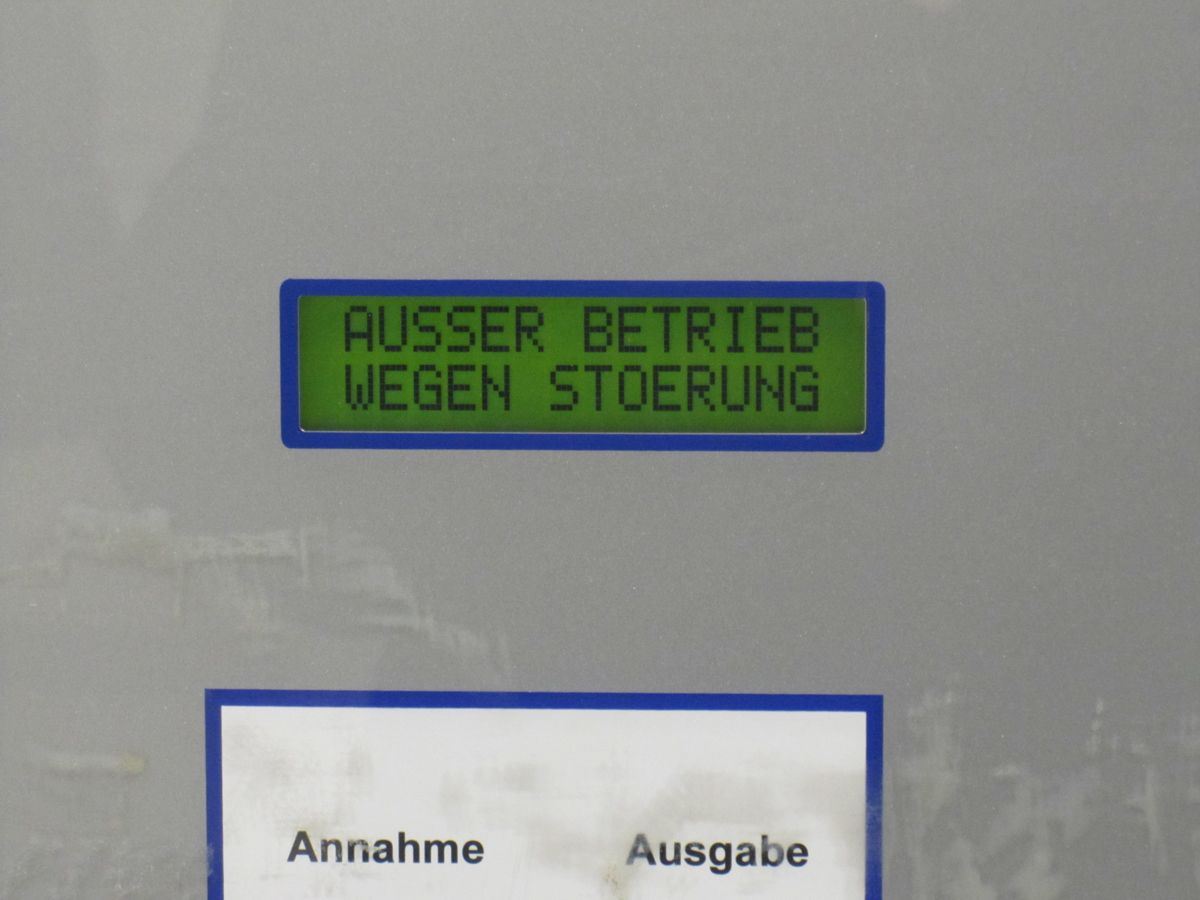 AUSSER BETRIEB
WEGEN STOERUNG
Annahme Ausgabe